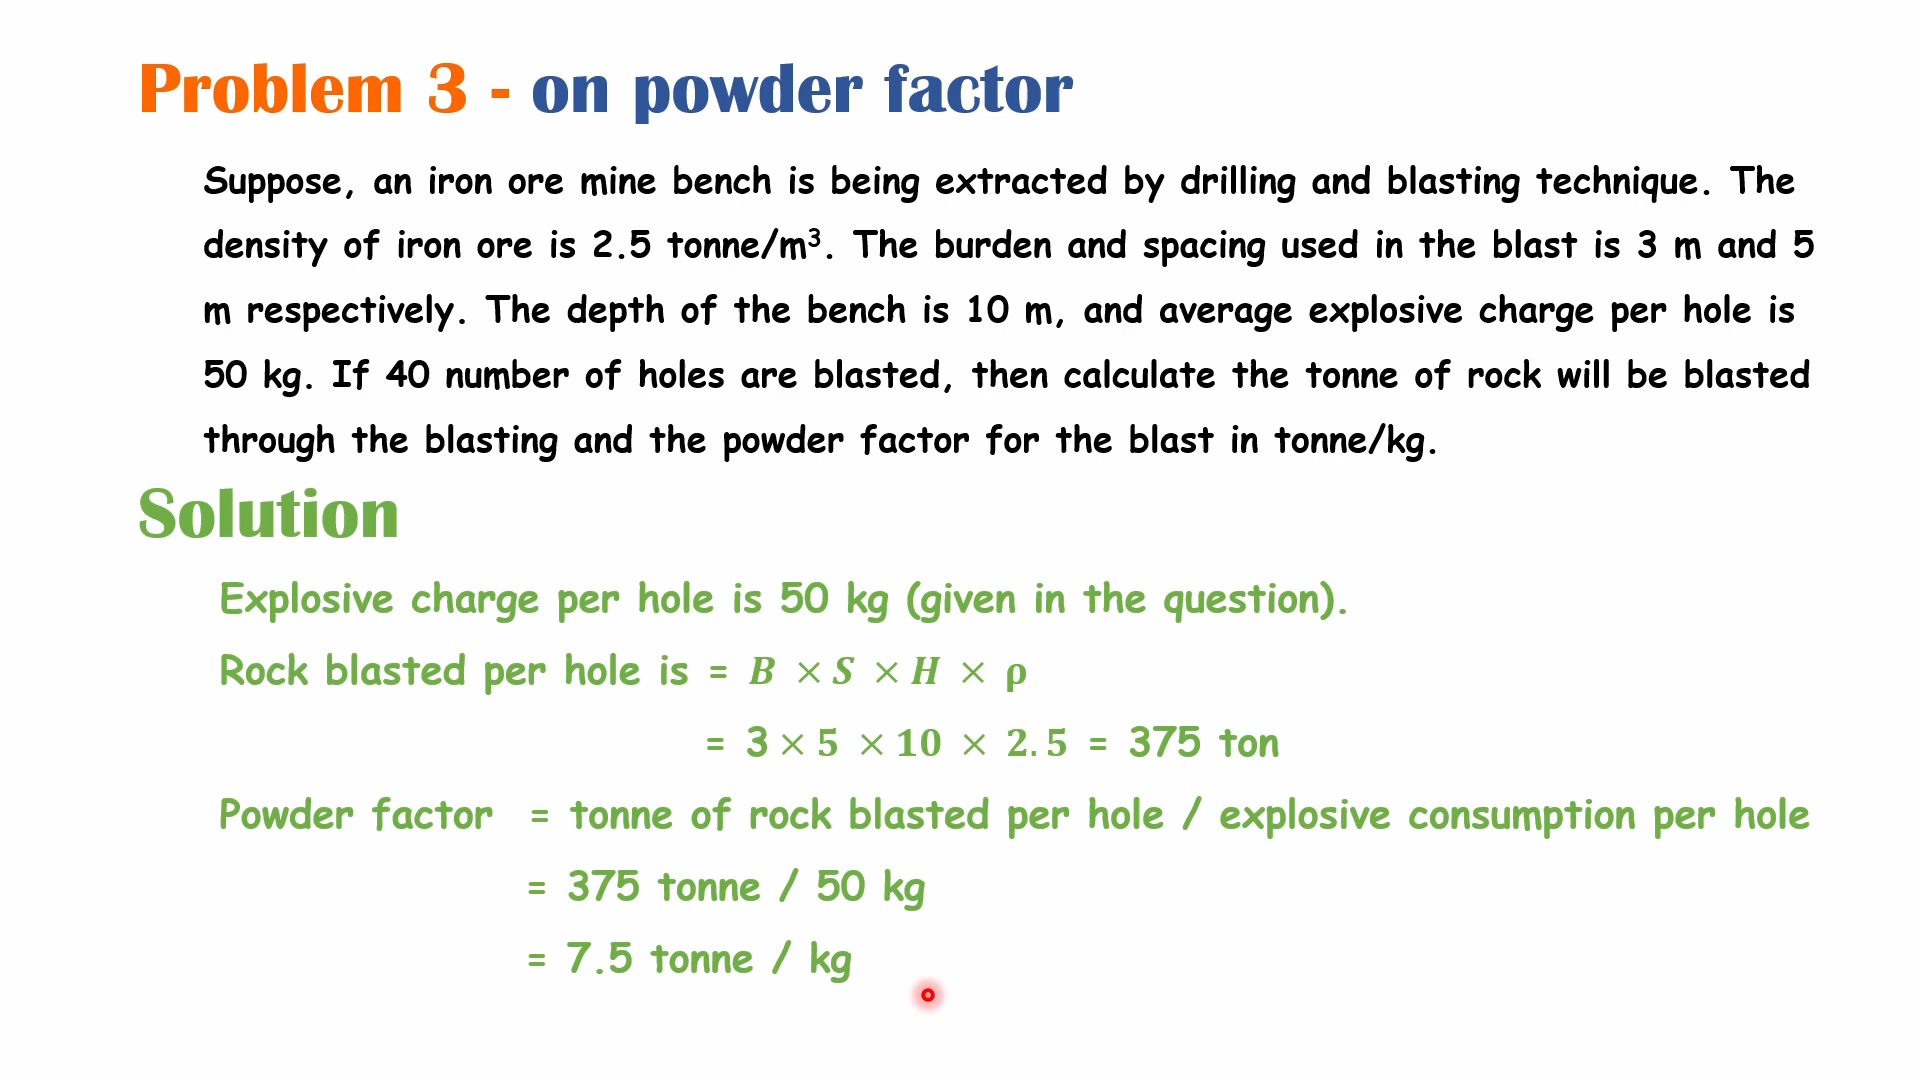 Problem 3 - on powder factor
Suppose, an iron ore mine bench is being extracted by drilling and blasting technique. The
density of iron ore is 2.5 tonne/m³. The burden and spacing used in the blast is 3 m and 5
m respectively. The depth of the bench is 10 m, and average explosive charge per hole is
50 kg. If 40 number of holes are blasted, then calculate the tonne of rock will be blasted
through the blasting and the powder factor for the blast in tonne/kg.
Solution
Explosive charge per hole is 50 kg (given in the question).
Rock blasted per hole is = B × S × H × ρ
= 3 × 5 × 10 × 2.5 = 375 ton
Powder factor = tonne of rock blasted per hole / explosive consumption per hole
= 375 tonne / 50 kg
= 7.5 tonne / kg